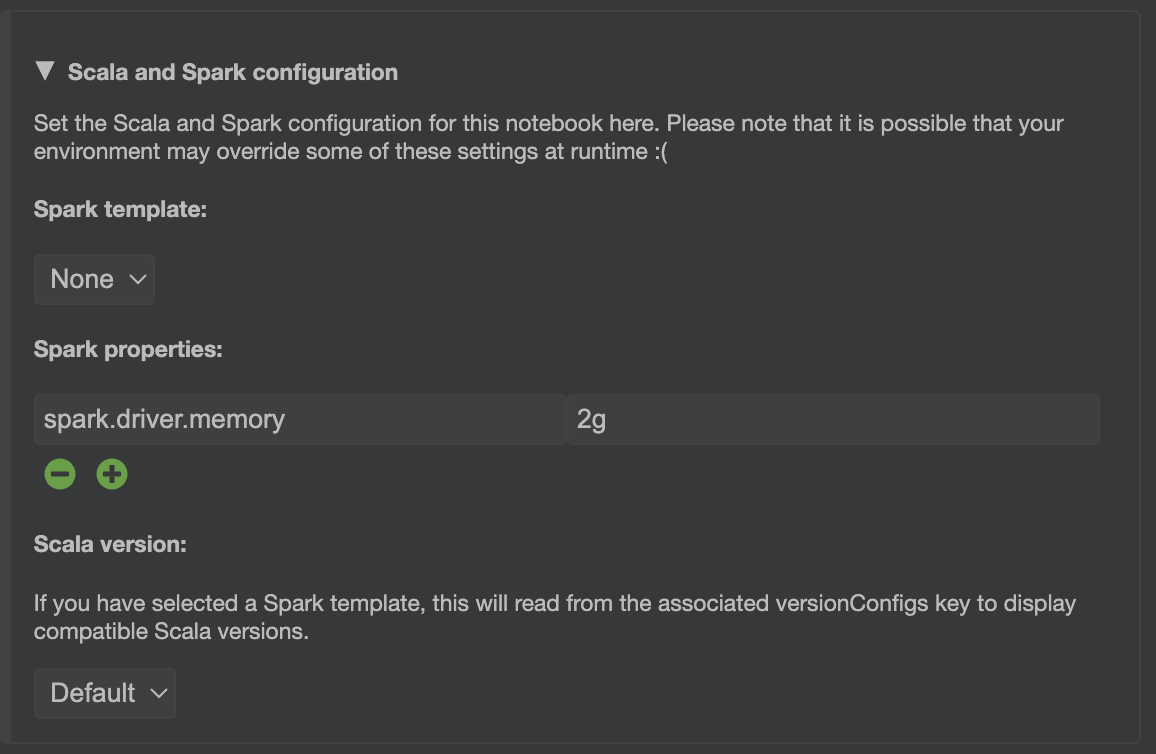 Scala and Spark configuration
Set the Scala and Spark configuration for this notebook here. Please note that it is possible that your
environment may override some of these settings at runtime :(
Spark template:
None
Spark properties:
spark.driver.memory 2g
Scala version:
If you have selected a Spark template, this will read from the associated versionConfigs key to display
compatible Scala versions.
Default